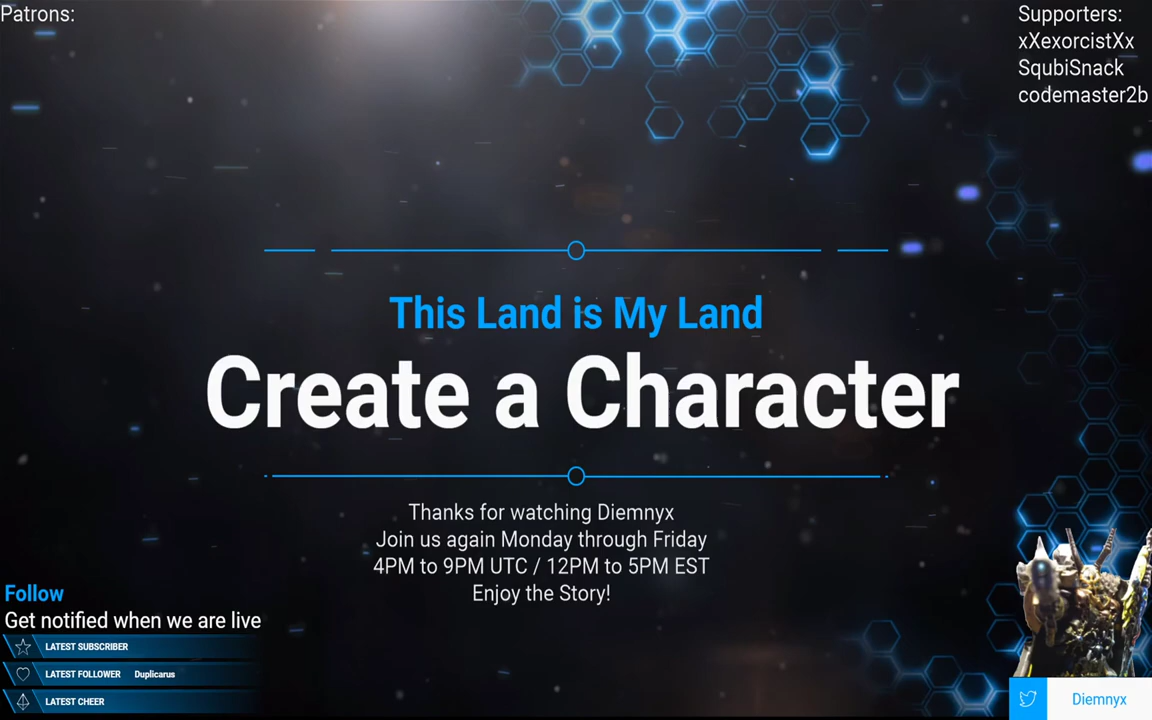 Patrons:
Supporters:
xXexorcistXx
SqubiSnack
codemaster2b
This Land is My Land
Create a Character
Thanks for watching Diemnyx
Join us again Monday through Friday
4PM to 9PM UTC / 12PM to 5PM EST
Enjoy the Story!
Follow
Get notified when we are live
LATEST SUBSCRIBER
LATEST FOLLOWER Duplicarus
LATEST CHEER
Diemnyx